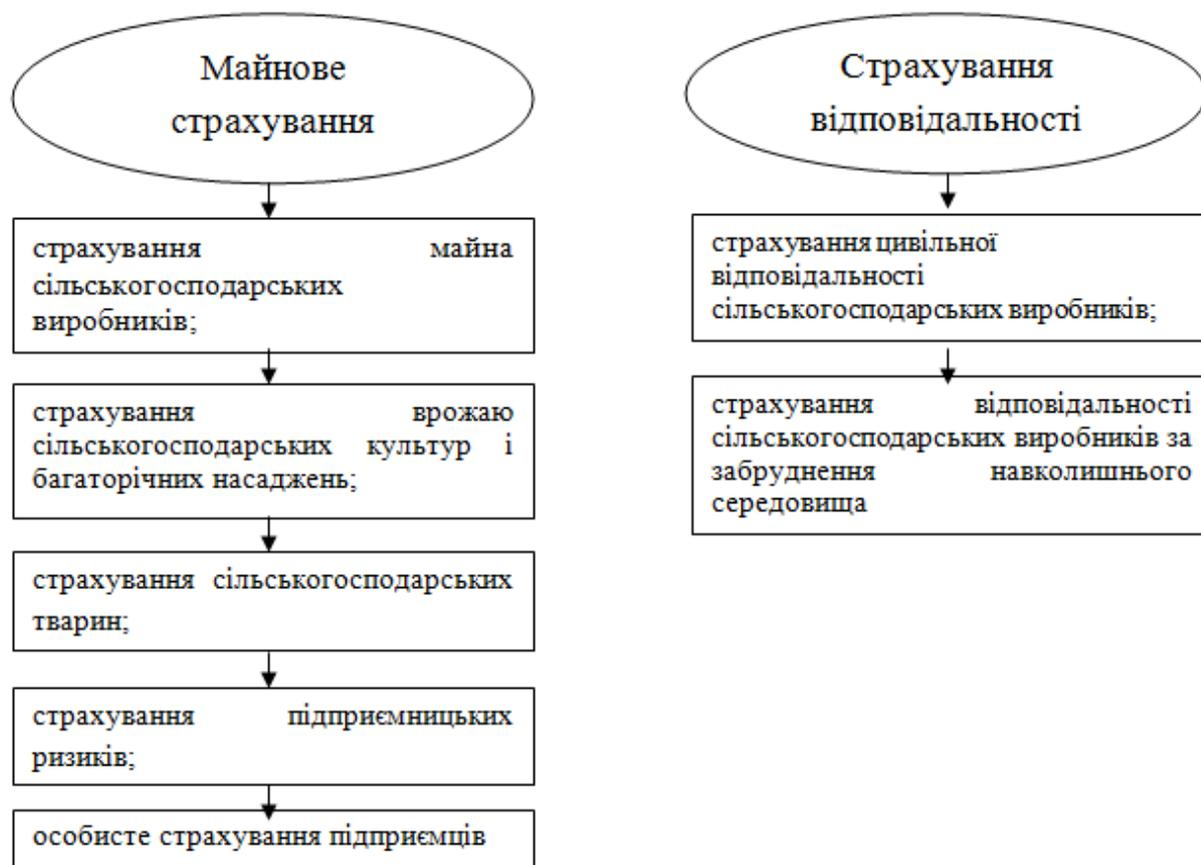 Майнове
страхування
страхування майна
сільськогосподарських
виробників;
страхування врожаю
сільськогосподарських культур і
багаторічних насаджень;
страхування сільськогосподарських
тварин;
страхування підприємницьких
ризиків;
особисте страхування підприємців
Страхування
відповідальності
страхування цивільної
відповідальності
сільськогосподарських виробників;
страхування відповідальності
сільськогосподарських виробників за
забруднення навколишнього
середовища